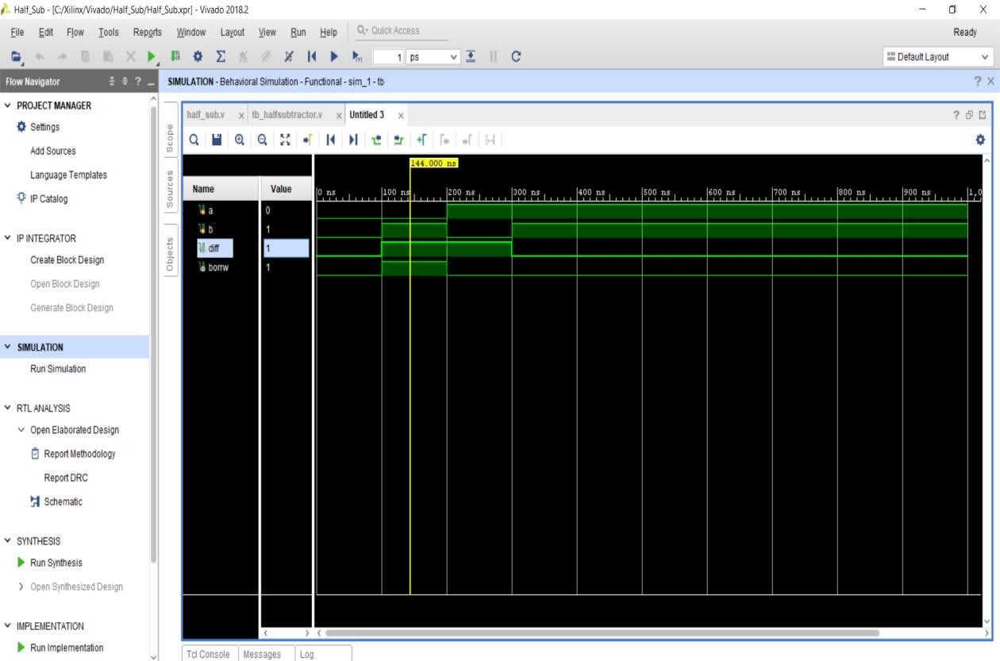 Half_Sub - [C:/Xilinx/Vivado/Half_Sub/Half_Sub.xpr] - Vivado 2018.2
File Edit Flow Tools Reports Window Layout View Run Help Quick Access Ready
1 ps Default Layout
Flow Navigator
SIMULATION - Behavioral Simulation - Functional - sim_1 - tb
PROJECT MANAGER
Settings
Add Sources
Language Templates
IP Catalog
IP INTEGRATOR
Create Block Design
Open Block Design
Generate Block Design
SIMULATION
Run Simulation
RTL ANALYSIS
Open Elaborated Design
Report Methodology
Report DRC
Schematic
SYNTHESIS
Run Synthesis
Open Synthesized Design
IMPLEMENTATION
Run Implementation
Scope
Sources
Objects
half_sub.v tb_halfsubtractor.v Untitled 3
144.000 ns
Name Value 0 ns 100 ns 200 ns 300 ns 400 ns 500 ns 600 ns 700 ns 800 ns 900 ns 1,0
a 0
b 1
diff 1
borrw 1
Tcl Console Messages Log